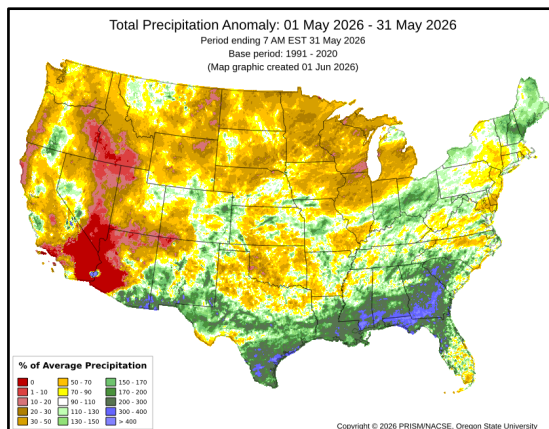 Total Precipitation Anomaly: 01 May 2026 - 31 May 2026
Period ending 7 AM EST 31 May 2026
Base period: 1991 - 2020
(Map graphic created 01 Jun 2026)
% of Average Precipitation
0
1 - 10
10 - 20
20 - 30
30 - 50
50 - 70
70 - 90
90 - 110
110 - 130
130 - 150
150 - 170
170 - 200
200 - 300
300 - 400
> 400
Copyright © 2026 PRISM/NACSE, Oregon State University